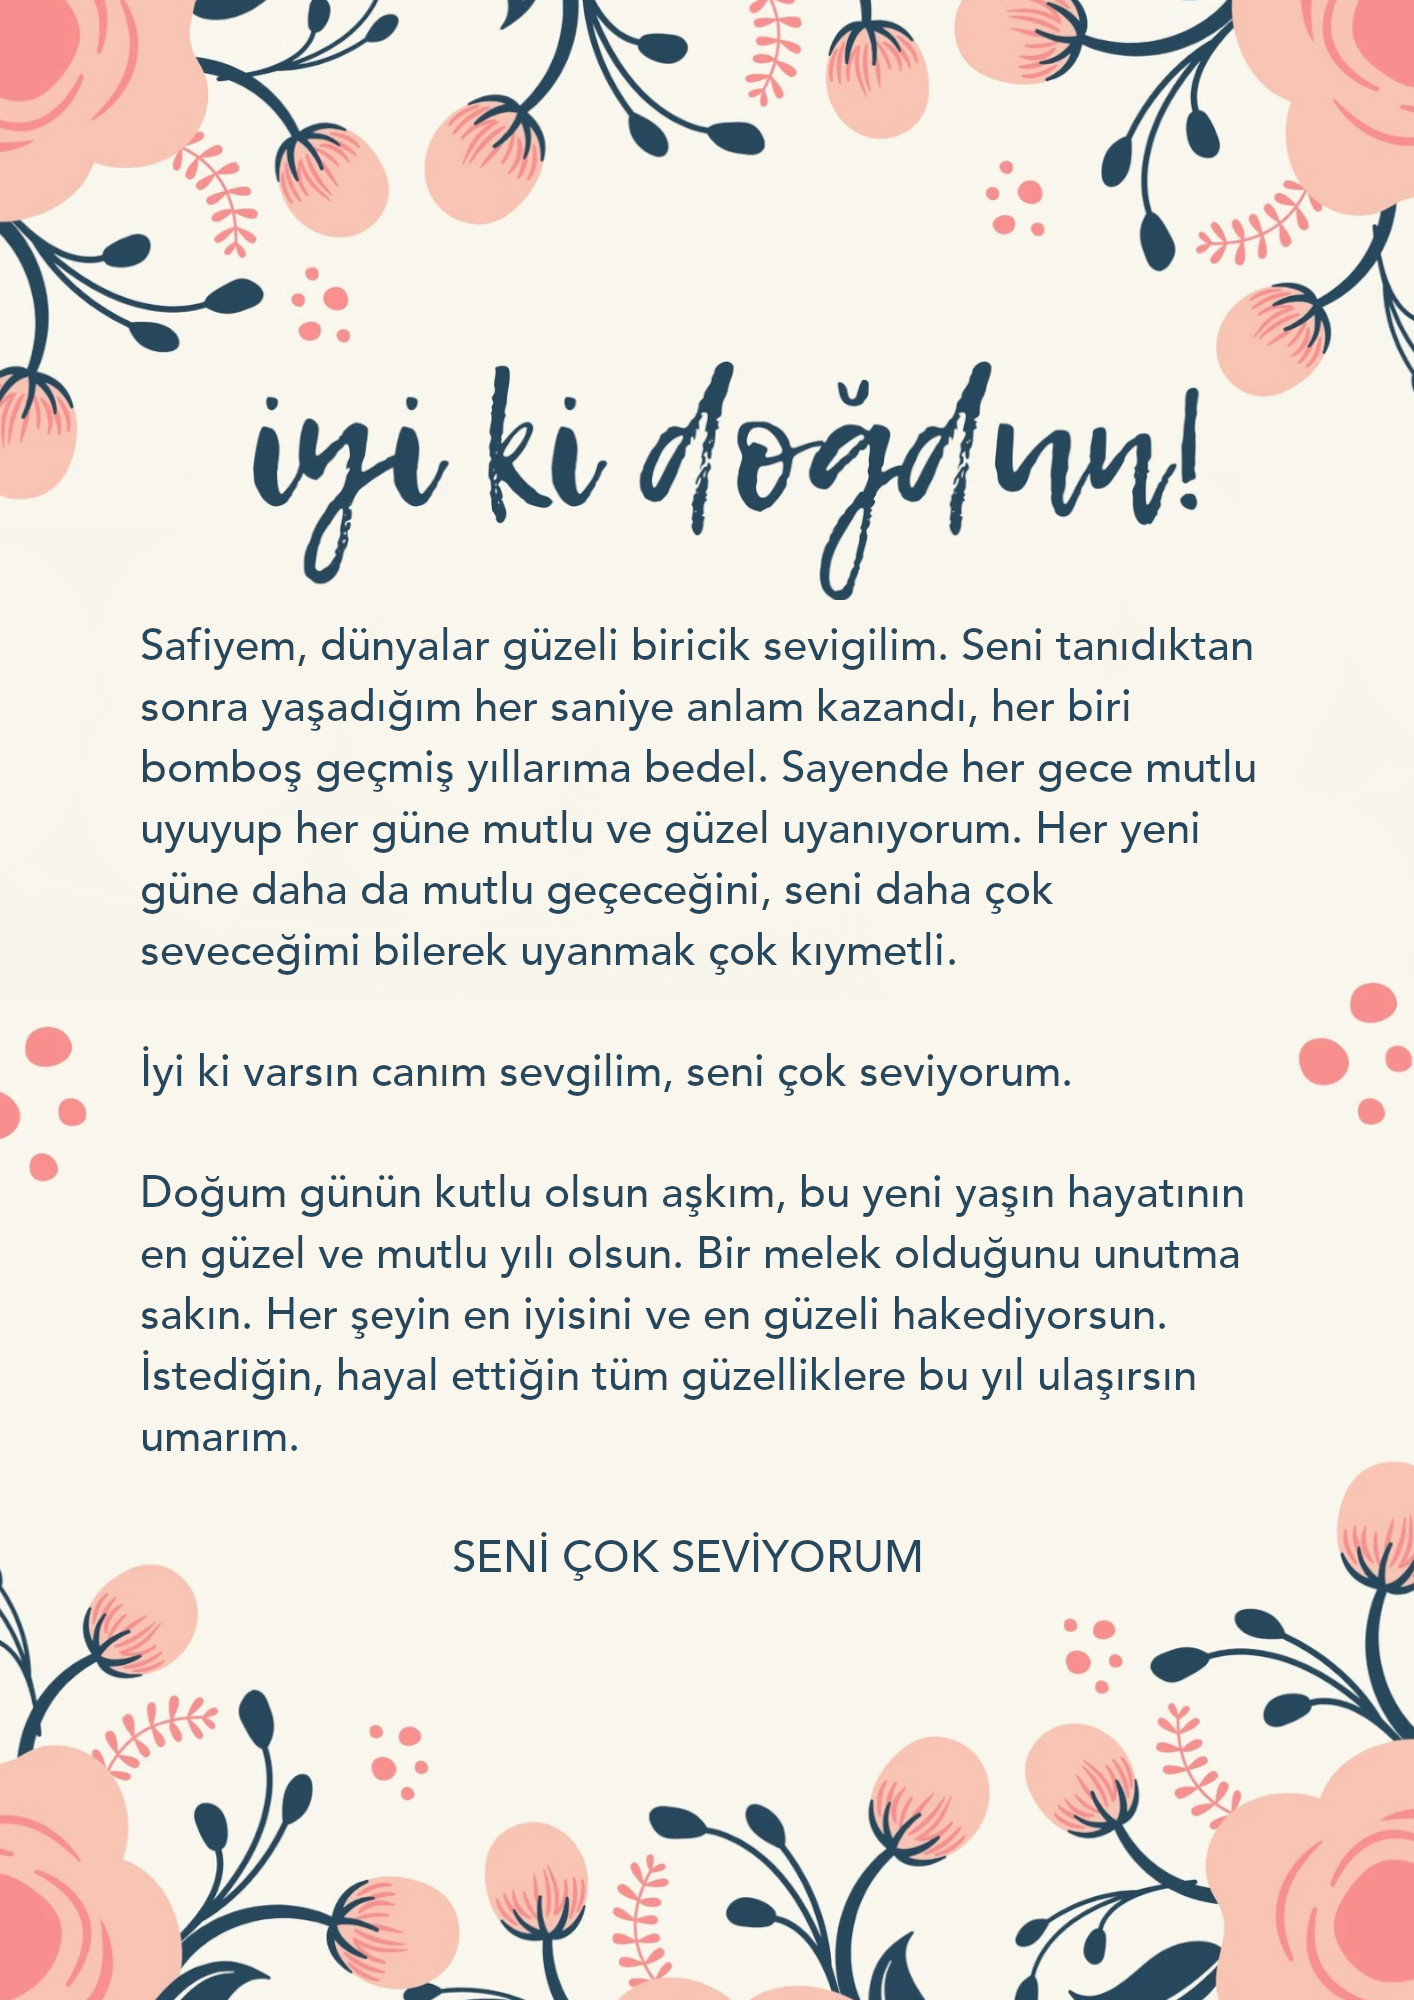 iyi ki doğdun!
Safiyem, dünyalar güzeli biricik sevigilim. Seni tanıdıktan
sonra yaşadığım her saniye anlam kazandı, her biri
bomboş geçmiş yıllarıma bedel. Sayende her gece mutlu
uyuyup her güne mutlu ve güzel uyanıyorum. Her yeni
güne daha da mutlu geçeceğini, seni daha çok
seveceğimi bilerek uyanmak çok kıymetli.
İyi ki varsın canım sevgilim, seni çok seviyorum.
Doğum günün kutlu olsun aşkım, bu yeni yaşın hayatının
en güzel ve mutlu yılı olsun. Bir melek olduğunu unutma
sakın. Her şeyin en iyisini ve en güzeli hakediyorsun.
İstediğin, hayal ettiğin tüm güzelliklere bu yıl ulaşırsın
umarım.
SENİ ÇOK SEVİYORUM